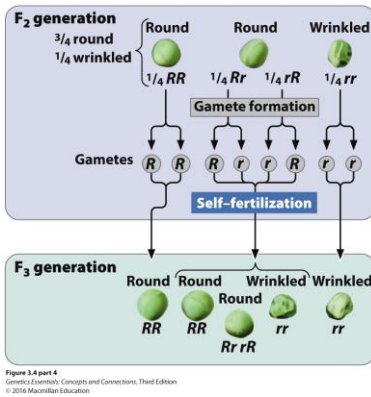 F2 generation
3/4 round
1/4 wrinkled
Round
Round
Wrinkled
1/4 RR
1/4 Rr
1/4 rR
1/4 rr
Gamete formation
Gametes
R
R
R
r
r
R
r
r
Self–fertilization
F3 generation
Round
Round
Wrinkled
Wrinkled
Round
RR
RR
rr
rr
Rr rR
Figure 3.4 part 4
Genetics Essentials: Concepts and Connections, Third Edition
© 2016 Macmillan Education